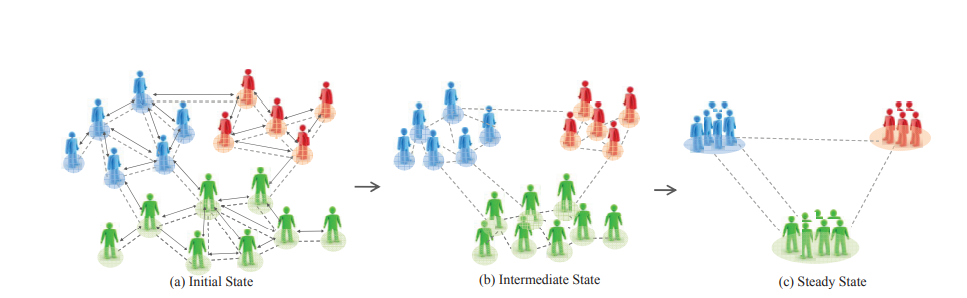 (a) Initial State
(b) Intermediate State
(c) Steady State